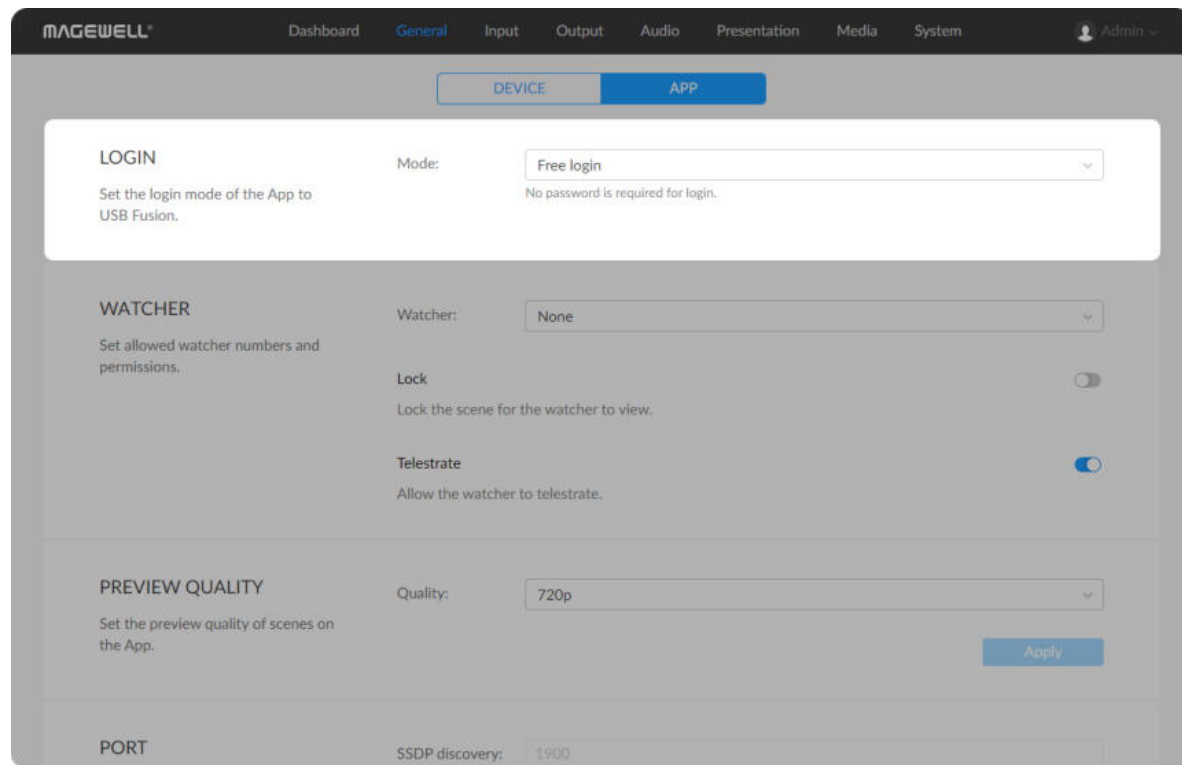 MAGEWELL®
Dashboard General Input Output Audio Presentation Media System Admin
DEVICE APP
LOGIN
Set the login mode of the App to
USB Fusion.
Mode: Free login
No password is required for login.
WATCHER
Set allowed watcher numbers and
permissions.
Watcher: None
Lock
Lock the scene for the watcher to view.
Telestrate
Allow the watcher to telestrate.
PREVIEW QUALITY
Set the preview quality of scenes on
the App.
Quality: 720p
Apply
PORT
SSDP discovery: 1900